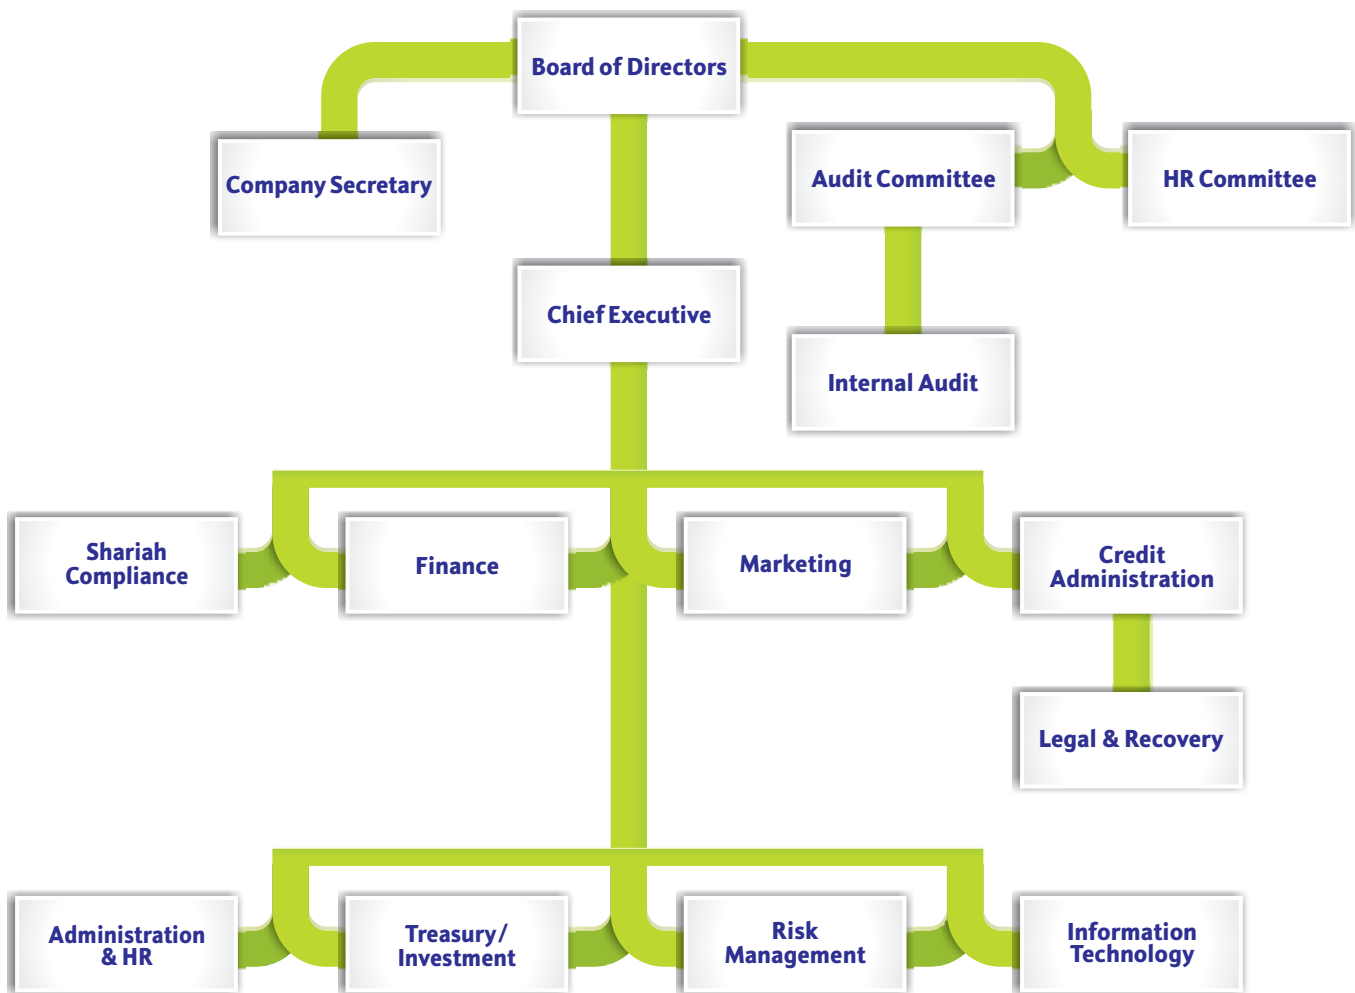 Board of Directors
Company Secretary
Audit Committee
HR Committee
Chief Executive
Internal Audit
Shariah
Compliance
Finance
Marketing
Credit
Administration
Legal & Recovery
Administration
& HR
Treasury/
Investment
Risk
Management
Information
Technology